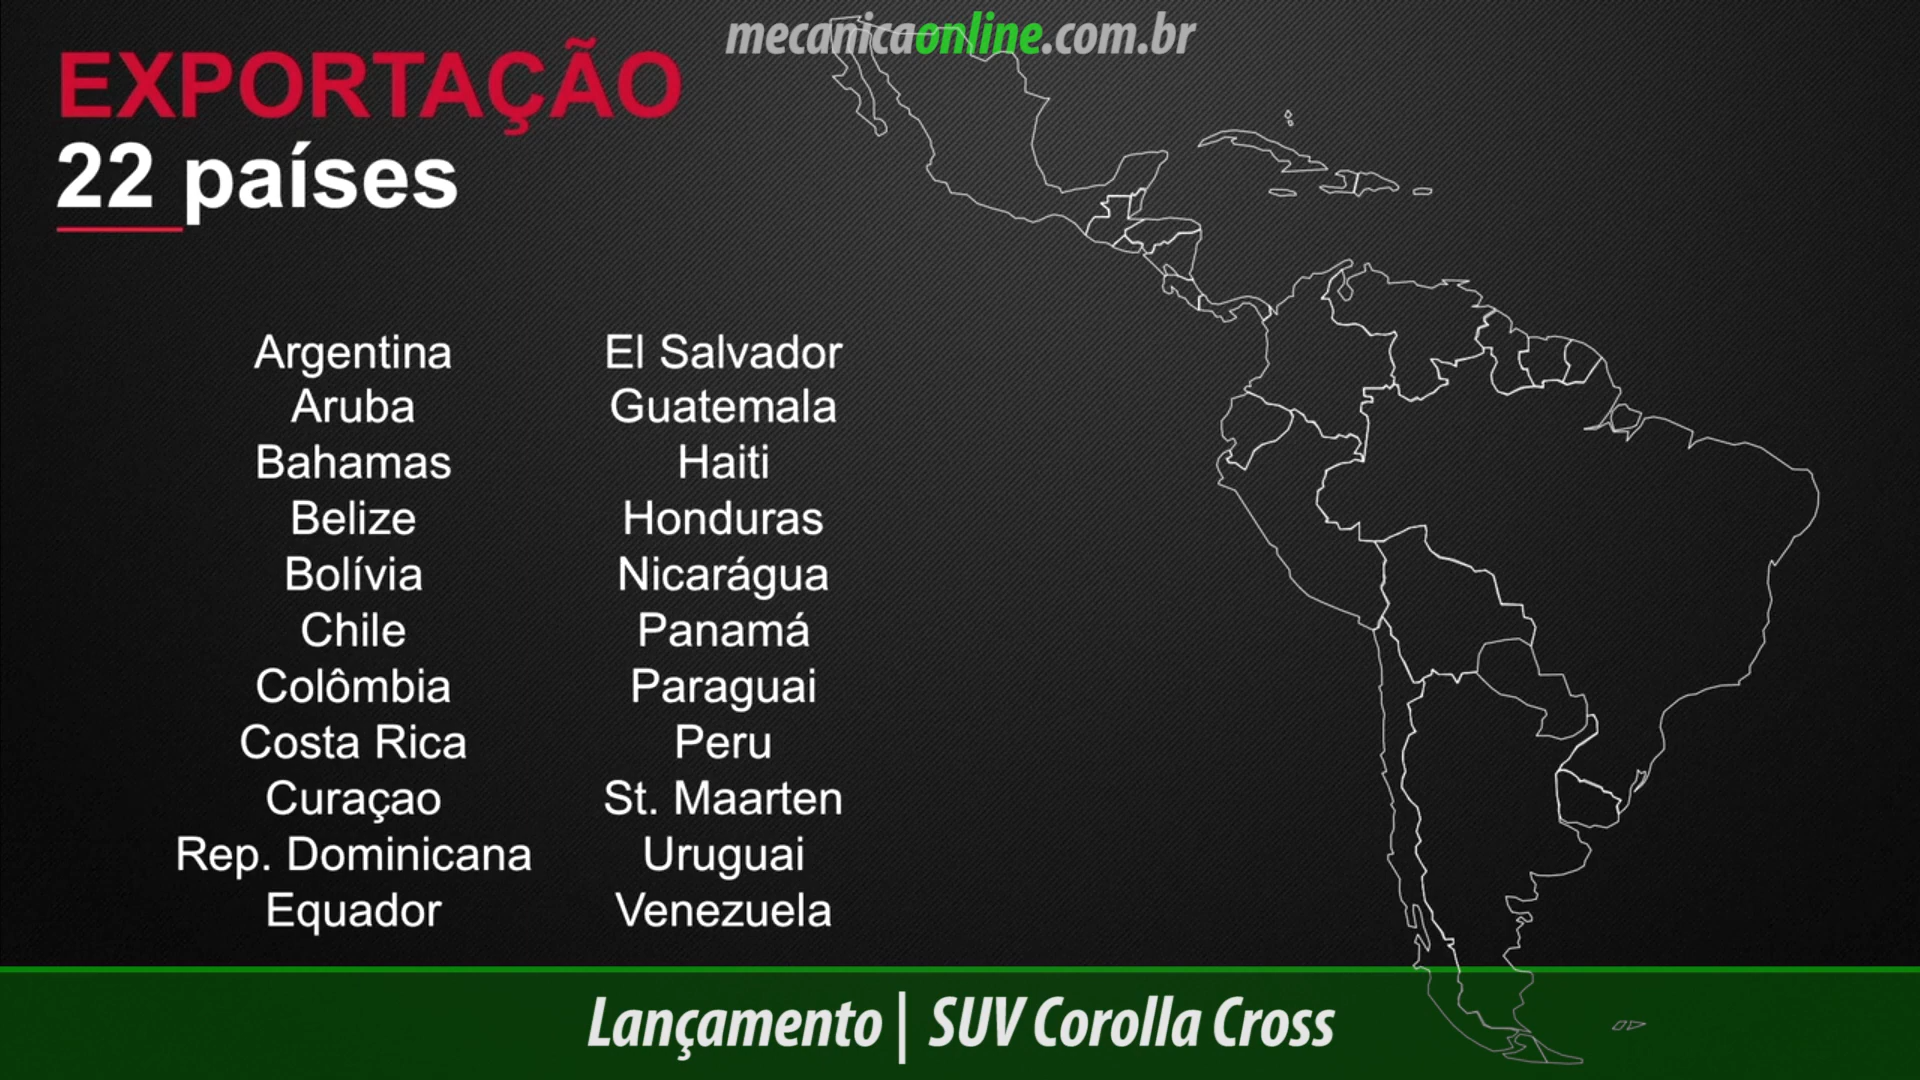 mecanicaonline.com.br
EXPORTAÇÃO
22 países
Argentina
Aruba
Bahamas
Belize
Bolívia
Chile
Colômbia
Costa Rica
Curaçao
Rep. Dominicana
Equador
El Salvador
Guatemala
Haiti
Honduras
Nicarágua
Panamá
Paraguai
Peru
St. Maarten
Uruguai
Venezuela
Lançamento | SUV Corolla Cross